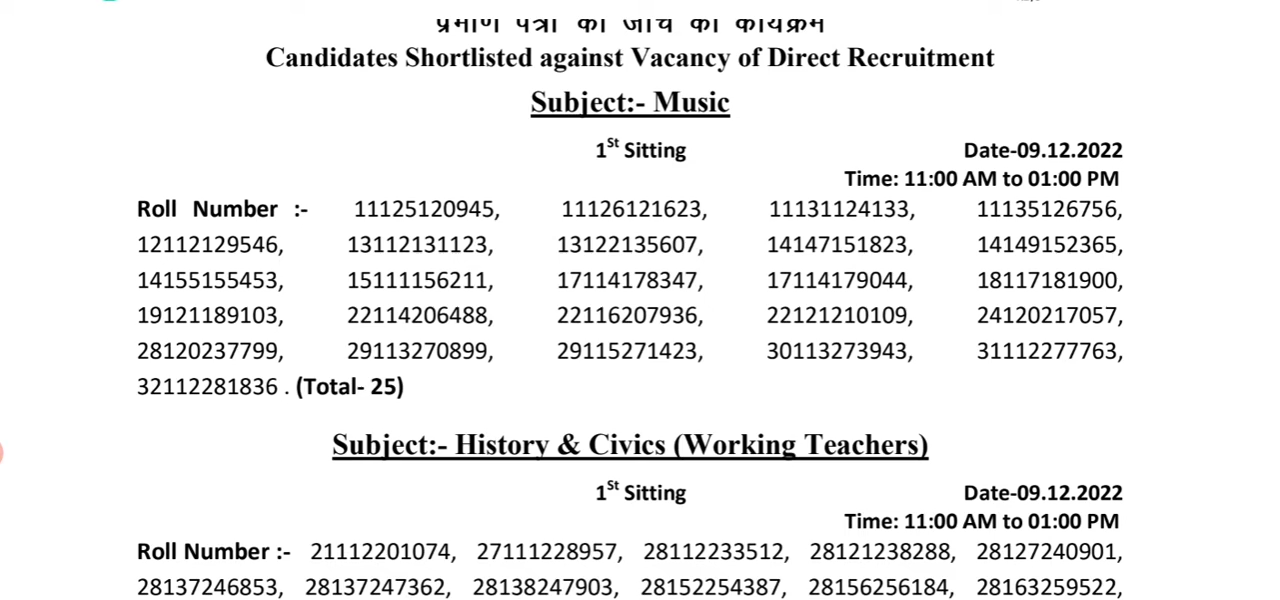 प्रमाण पत्रों की जाँच का कार्यक्रम
Candidates Shortlisted against Vacancy of Direct Recruitment
Subject:- Music
1St Sitting Date-09.12.2022
Time: 11:00 AM to 01:00 PM
Roll Number :- 11125120945, 11126121623, 11131124133, 11135126756,
12112129546, 13112131123, 13122135607, 14147151823, 14149152365,
14155155453, 15111156211, 17114178347, 17114179044, 18117181900,
19121189103, 22114206488, 22116207936, 22121210109, 24120217057,
28120237799, 29113270899, 29115271423, 30113273943, 31112277763,
32112281836 . (Total- 25)
Subject:- History & Civics (Working Teachers)
1St Sitting Date-09.12.2022
Time: 11:00 AM to 01:00 PM
Roll Number :- 21112201074, 27111228957, 28112233512, 28121238288, 28127240901,
28137246853, 28137247362, 28138247903, 28152254387, 28156256184, 28163259522,